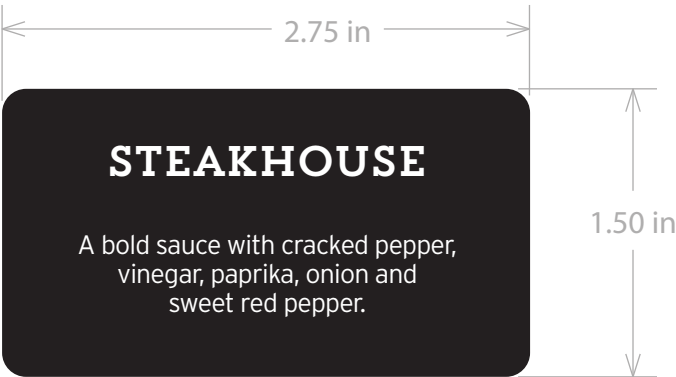 2.75 in
STEAKHOUSE
A bold sauce with cracked pepper,
vinegar, paprika, onion and
sweet red pepper.
1.50 in